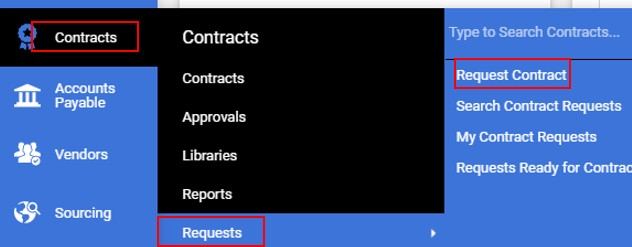 Contracts
Accounts
Payable
Vendors
Sourcing
Contracts
Contracts
Approvals
Libraries
Reports
Requests
Type to Search Contracts...
Request Contract
Search Contract Requests
My Contract Requests
Requests Ready for Contrac